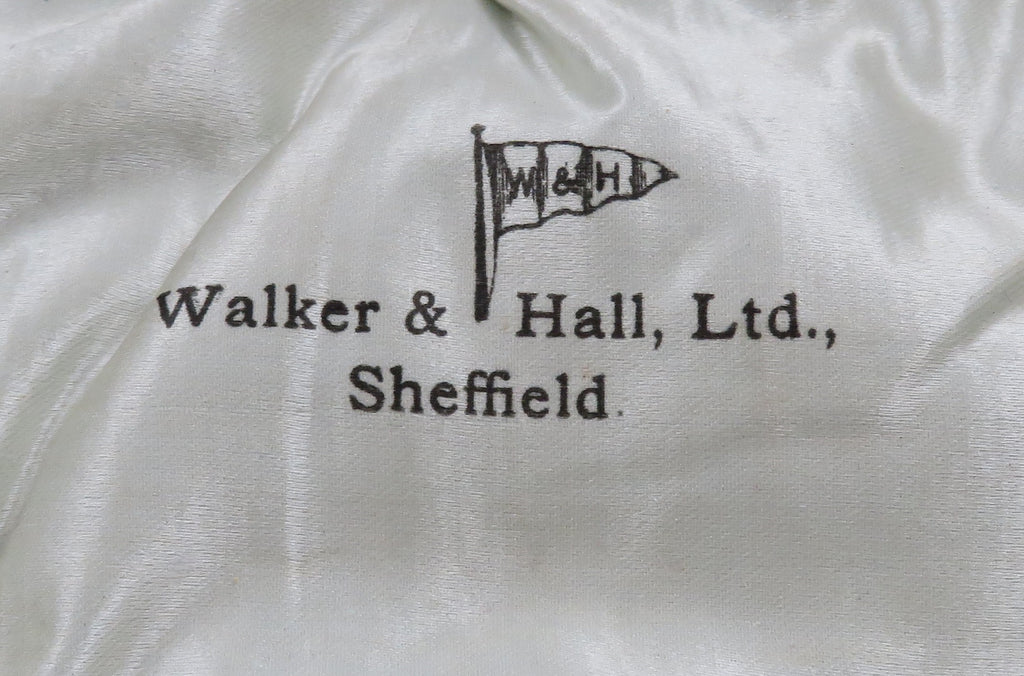 W & H
Walker & Hall, Ltd.,
Sheffield.